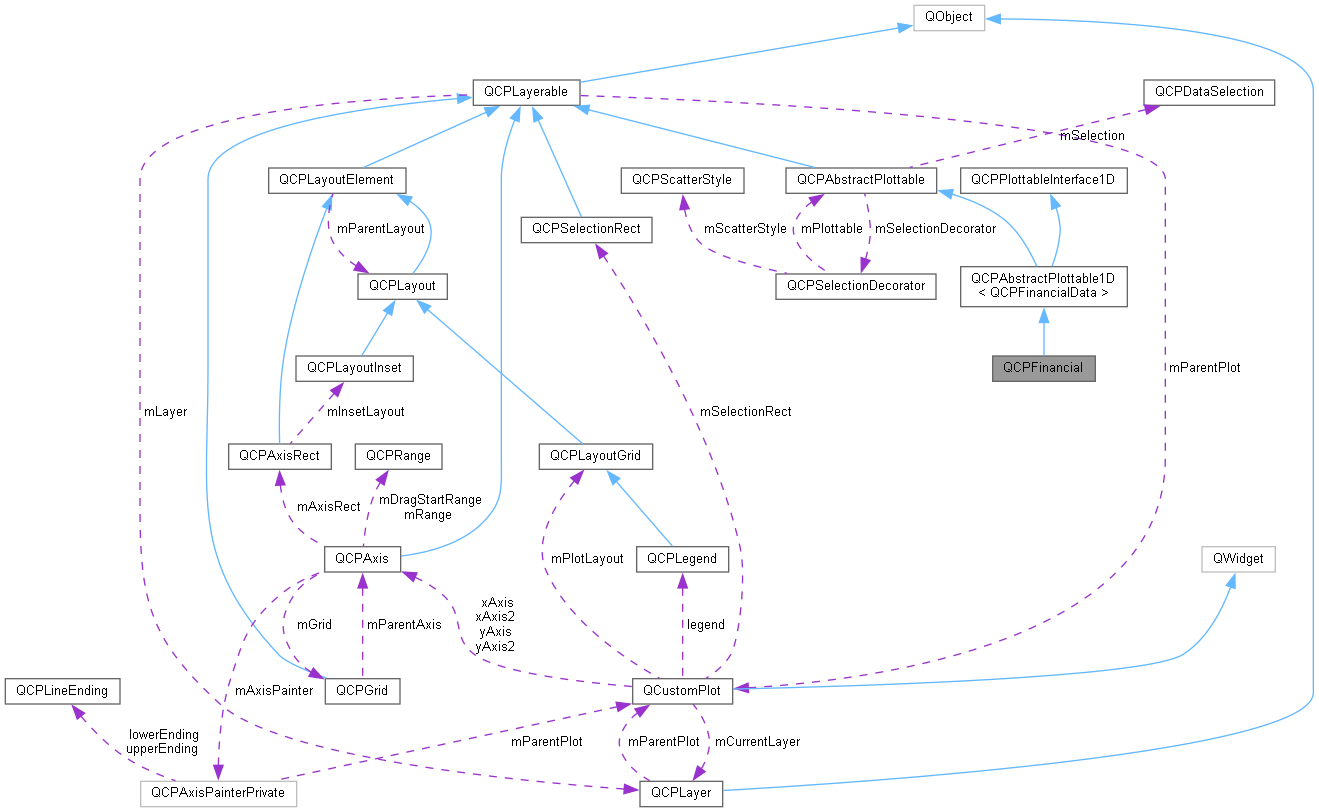 QObject
QCPLayerable
QCPDataSelection
mSelection
QCPLayoutElement
QCPScatterStyle
QCPAbstractPlottable
QCPPlottableInterface1D
mParentLayout
QCPSelectionRect
mScatterStyle
mPlottable
mSelectionDecorator
QCPLayout
QCPSelectionDecorator
QCPAbstractPlottable1D
< QCPFinancialData >
QCPLayoutInset
QCPFinancial
mParentPlot
mLayer
mInsetLayout
mSelectionRect
QCPAxisRect
QCPRange
QCPLayoutGrid
mAxisRect
mDragStartRange
mRange
QCPAxis
mPlotLayout
QCPLegend
QWidget
mGrid
mParentAxis
xAxis
xAxis2
yAxis
yAxis2
legend
QCPLineEnding
mAxisPainter
QCPGrid
QCustomPlot
lowerEnding
upperEnding
mParentPlot
mParentPlot
mCurrentLayer
QCPAxisPainterPrivate
QCPLayer